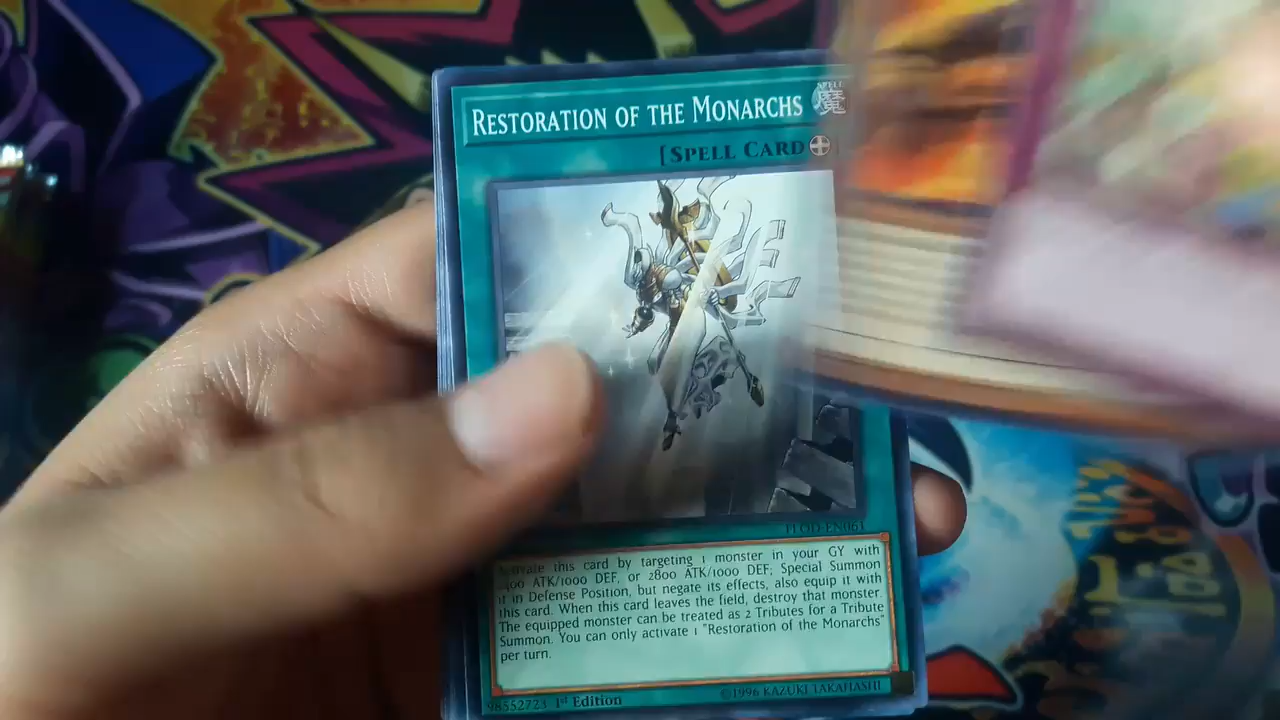 RESTORATION OF THE MONARCHS
SPELL
魔
[SPELL CARD
FLOD-EN061
Activate this card by targeting 1 monster in your GY with
2400 ATK/1000 DEF, or 2800 ATK/1000 DEF; Special Summon
it in Defense Position, but negate its effects, also equip it with
this card. When this card leaves the field, destroy that monster.
The equipped monster can be treated as 2 Tributes for a Tribute
Summon. You can only activate 1 "Restoration of the Monarchs"
per turn.
98552723 1st Edition
©1996 KAZUKI TAKAHASHI